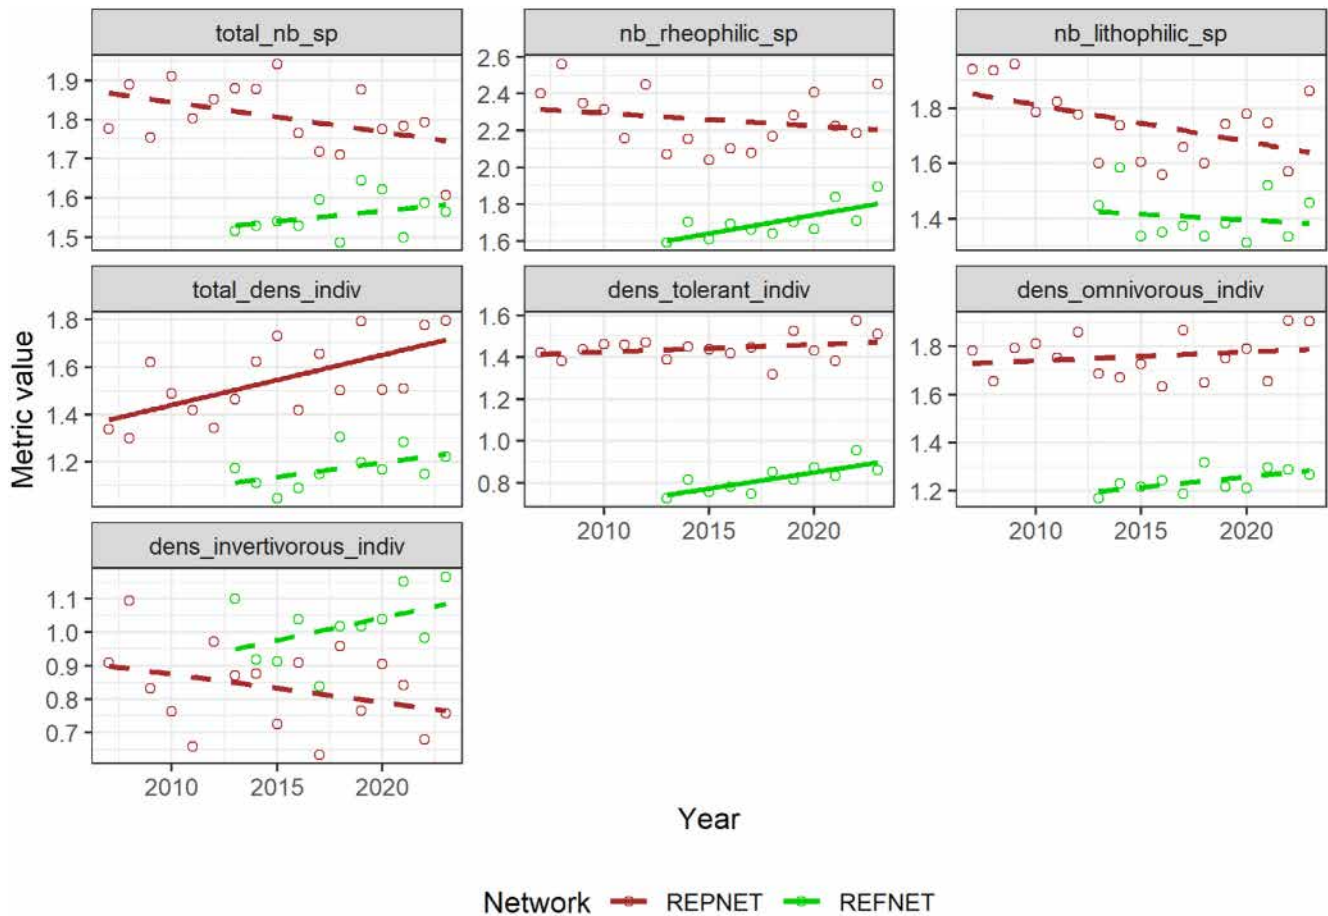 total_nb_sp
nb_rheophilic_sp
nb_lithophilic_sp
1.9
1.8
1.7
1.6
1.5
2.6
2.4
2.2
2.0
1.8
1.6
1.8
1.6
1.4
total_dens_indiv
dens_tolerant_indiv
dens_omnivorous_indiv
1.8
1.6
1.4
1.2
1.6
1.4
1.2
1.0
0.8
1.8
1.6
1.4
1.2
2010 2015 2020
2010 2015 2020
dens_invertivorous_indiv
1.1
1.0
0.9
0.8
0.7
2010 2015 2020
Metric value
Year
Network REPNET REFNET